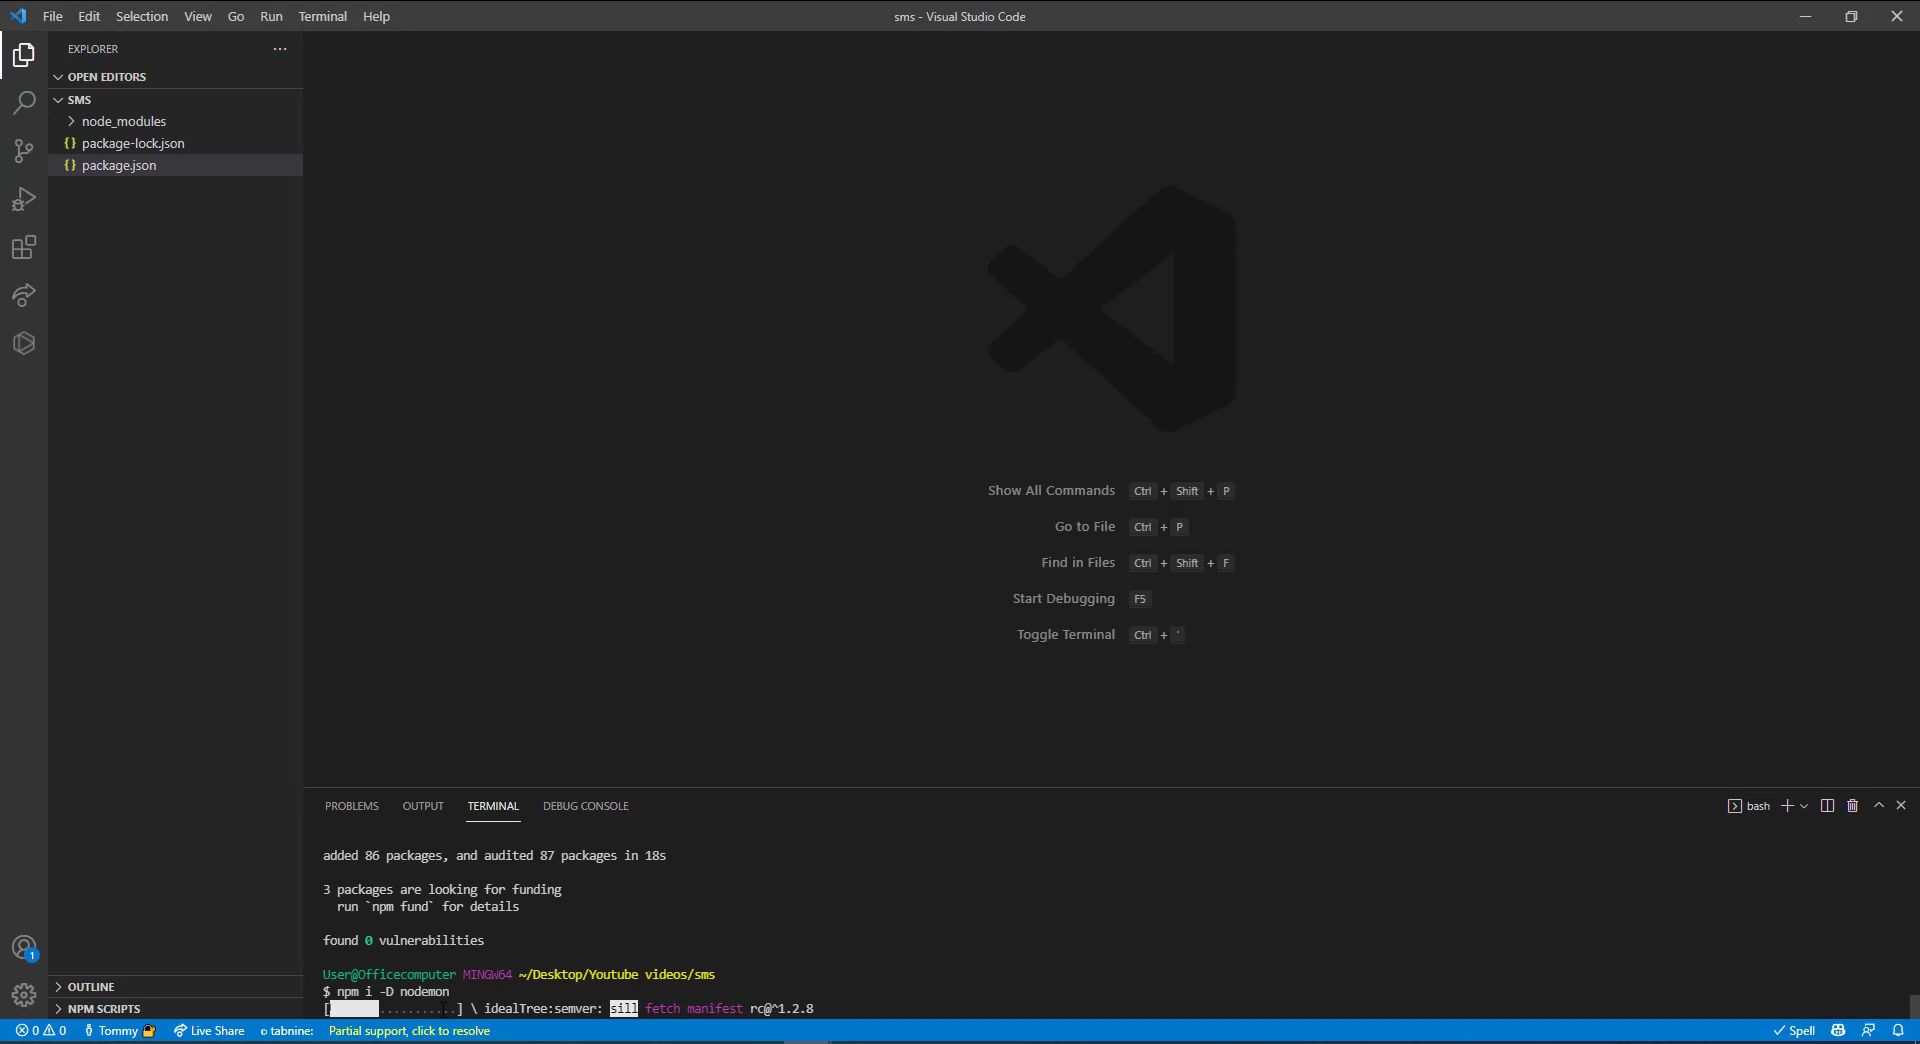 File Edit Selection View Go Run Terminal Help
sms - Visual Studio Code
EXPLORER
OPEN EDITORS
SMS
node_modules
package-lock.json
package.json
Show All Commands Ctrl + Shift + P
Go to File Ctrl + P
Find in Files Ctrl + Shift + F
Start Debugging F5
Toggle Terminal Ctrl + '
PROBLEMS OUTPUT TERMINAL DEBUG CONSOLE
bash
added 86 packages, and audited 87 packages in 18s
3 packages are looking for funding
run `npm fund` for details
found 0 vulnerabilities
User@Officecomputer MINGW64 ~/Desktop/Youtube videos/sms
$ npm i -D nodemon
[..........] \ idealTree:semver: sill fetch manifest rc@^1.2.8
1
OUTLINE
NPM SCRIPTS
0 0 Tommy Live Share tabnine: Partial support, click to resolve
Spell